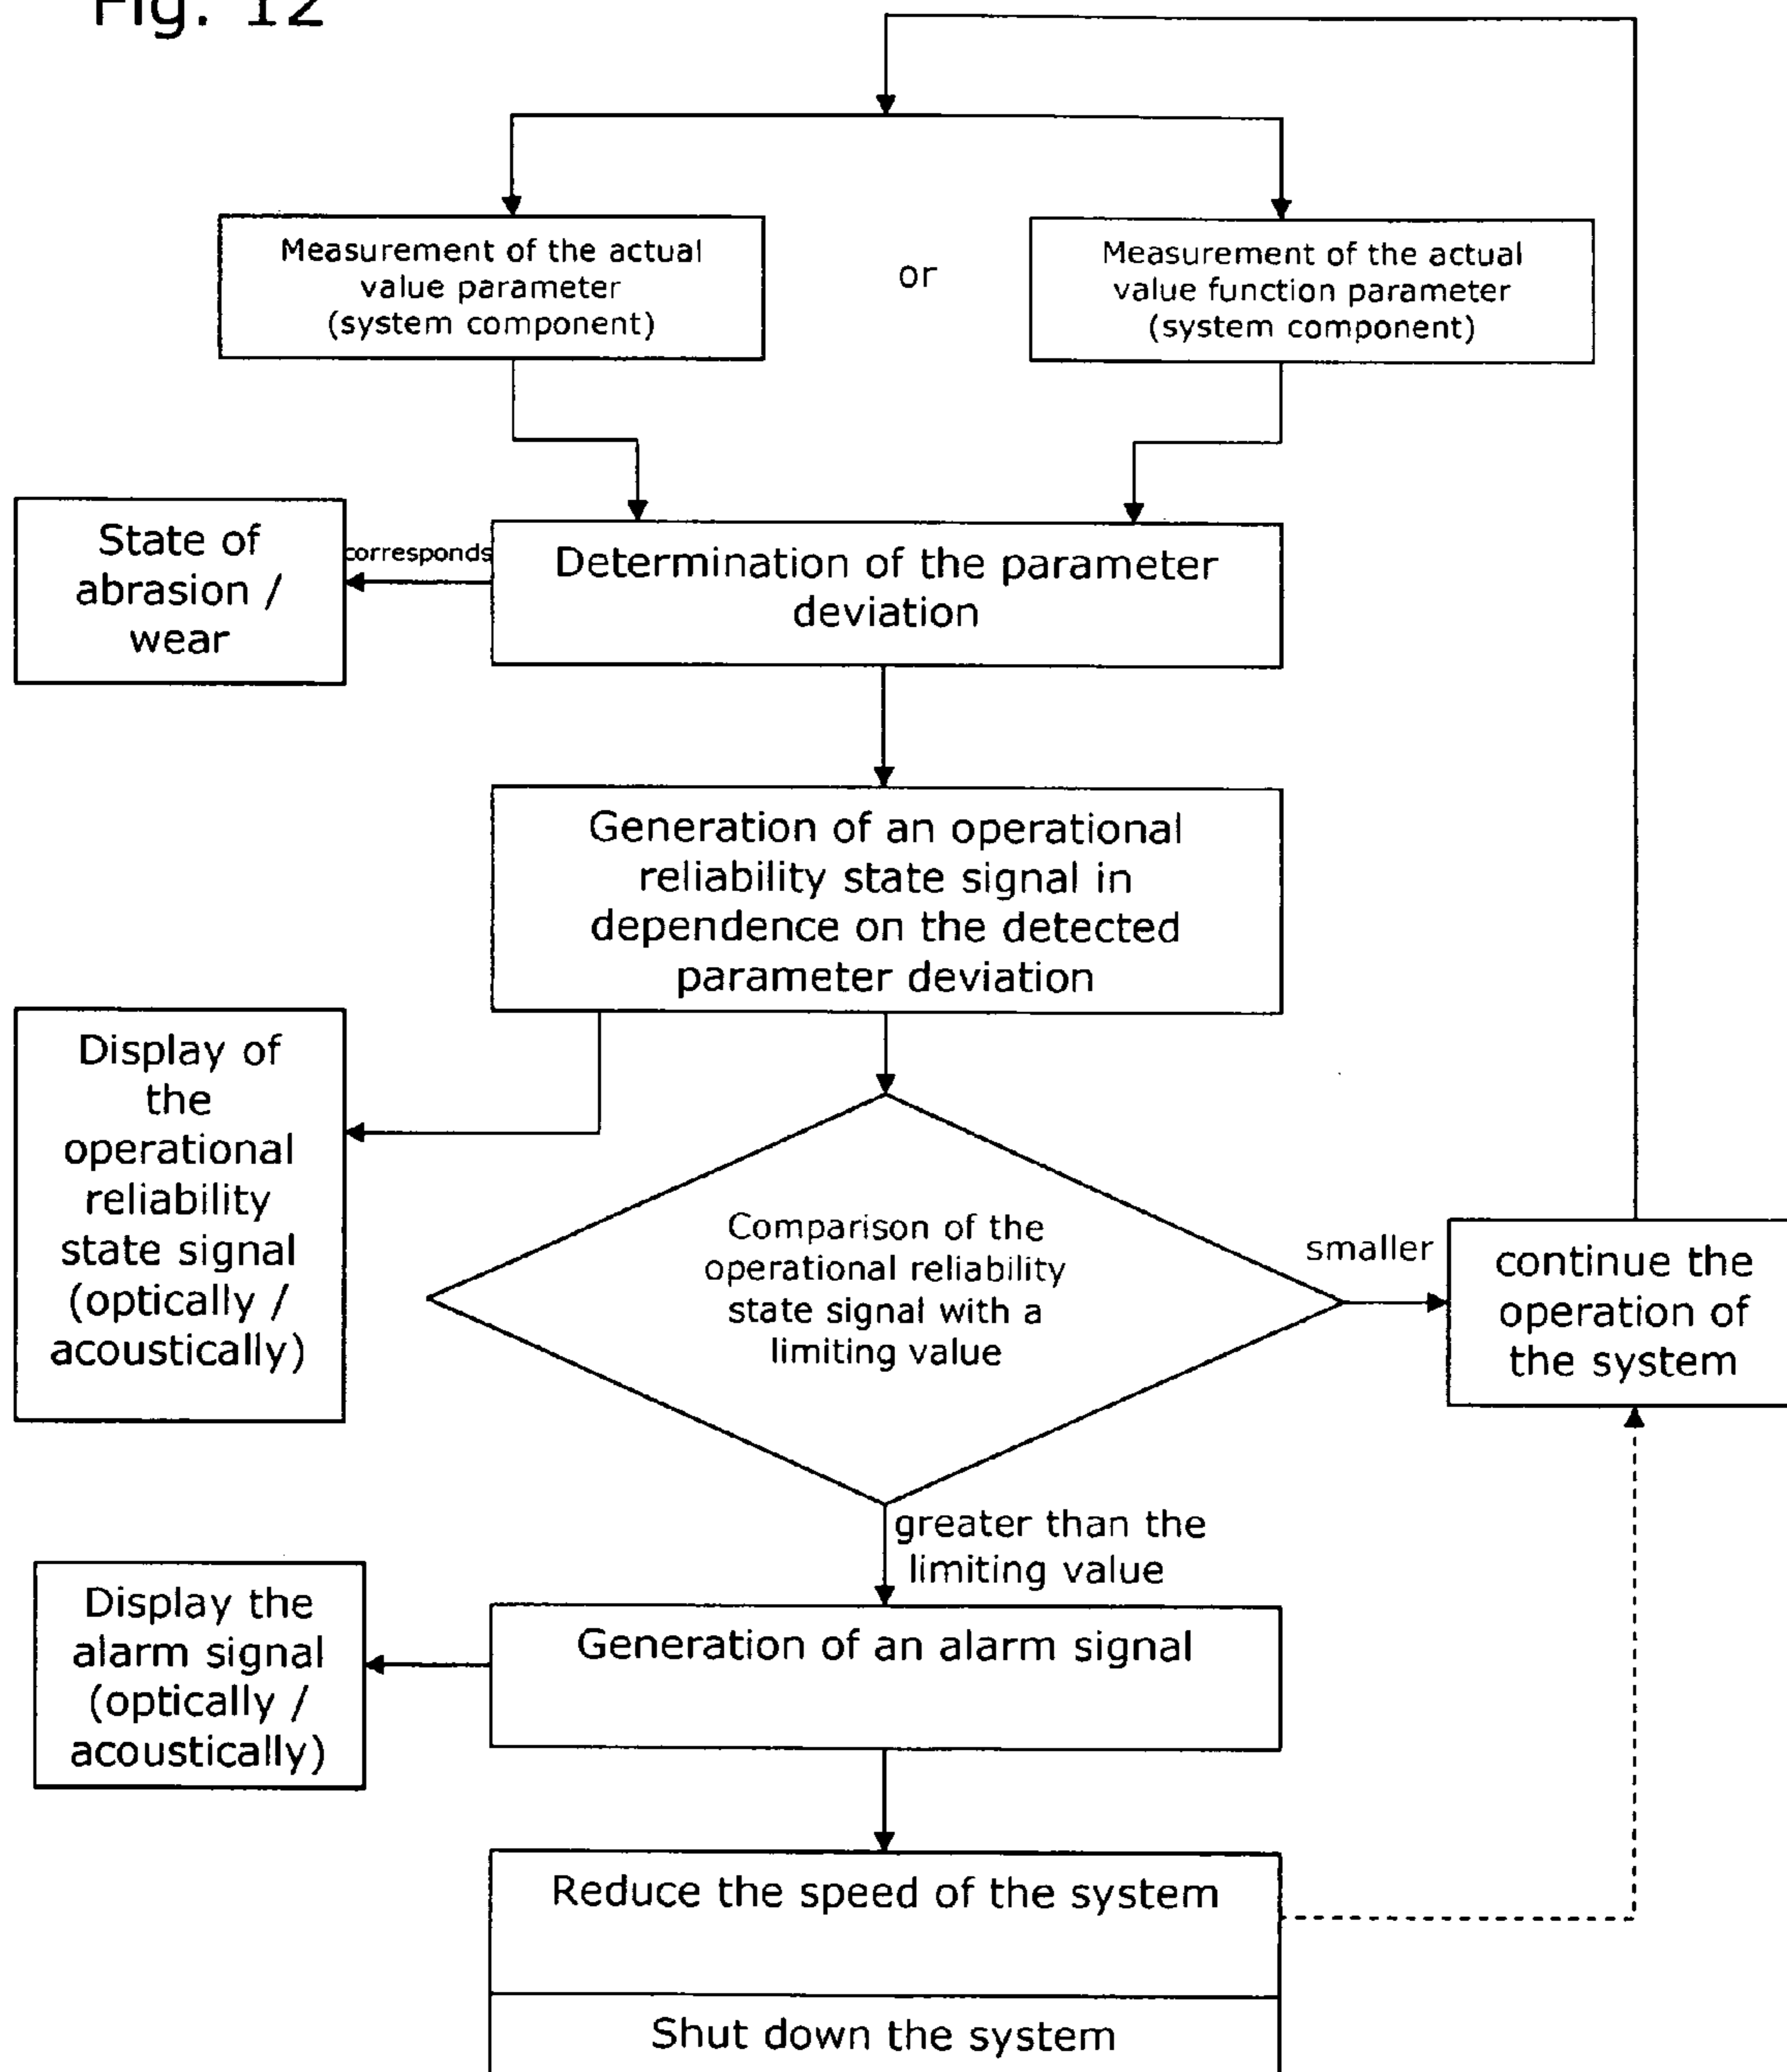 Fig. 12
Measurement of the actual
value parameter
(system component)
or
Measurement of the actual
value function parameter
(system component)
State of
abrasion /
wear
corresponds
Determination of the parameter
deviation
Generation of an operational
reliability state signal in
dependence on the detected
parameter deviation
Display of
the
operational
reliability
state signal
(optically /
acoustically)
Comparison of the
operational reliability
state signal with a
limiting value
smaller
continue the
operation of
the system
greater than the
limiting value
Display the
alarm signal
(optically /
acoustically)
Generation of an alarm signal
Reduce the speed of the system
Shut down the system